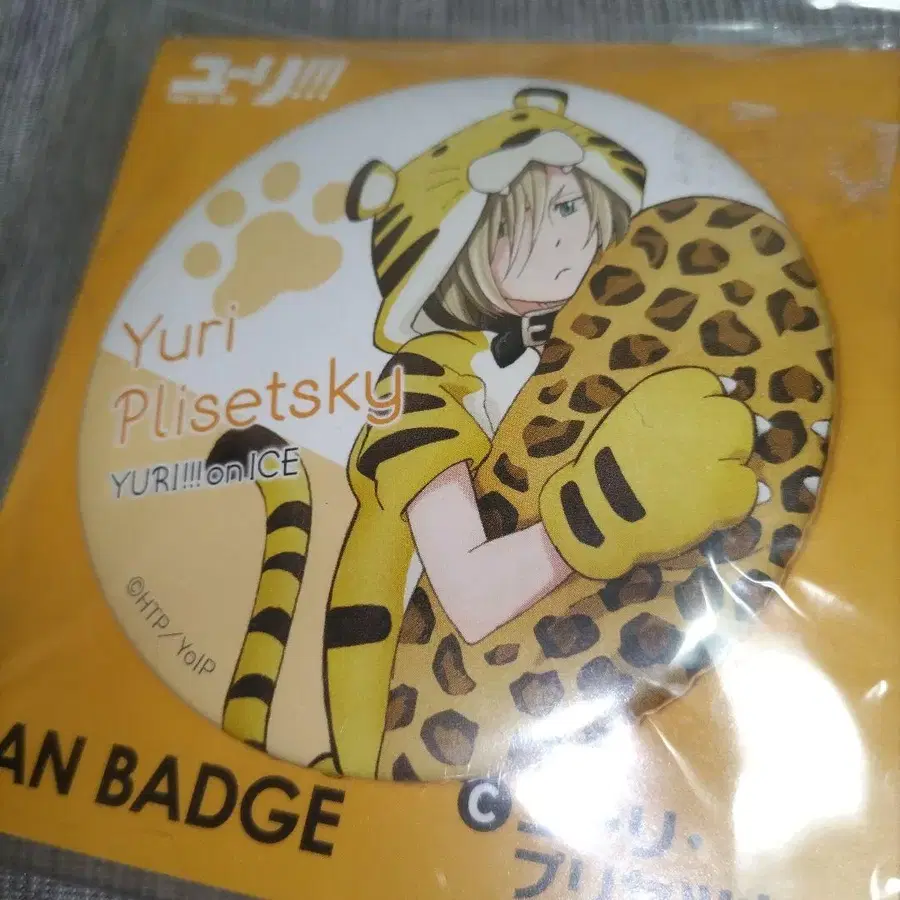 ユーリ!!!
Yuri
Plisetsky
YURI!!! on ICE
©HTP/YoIP
AN BADGE
C